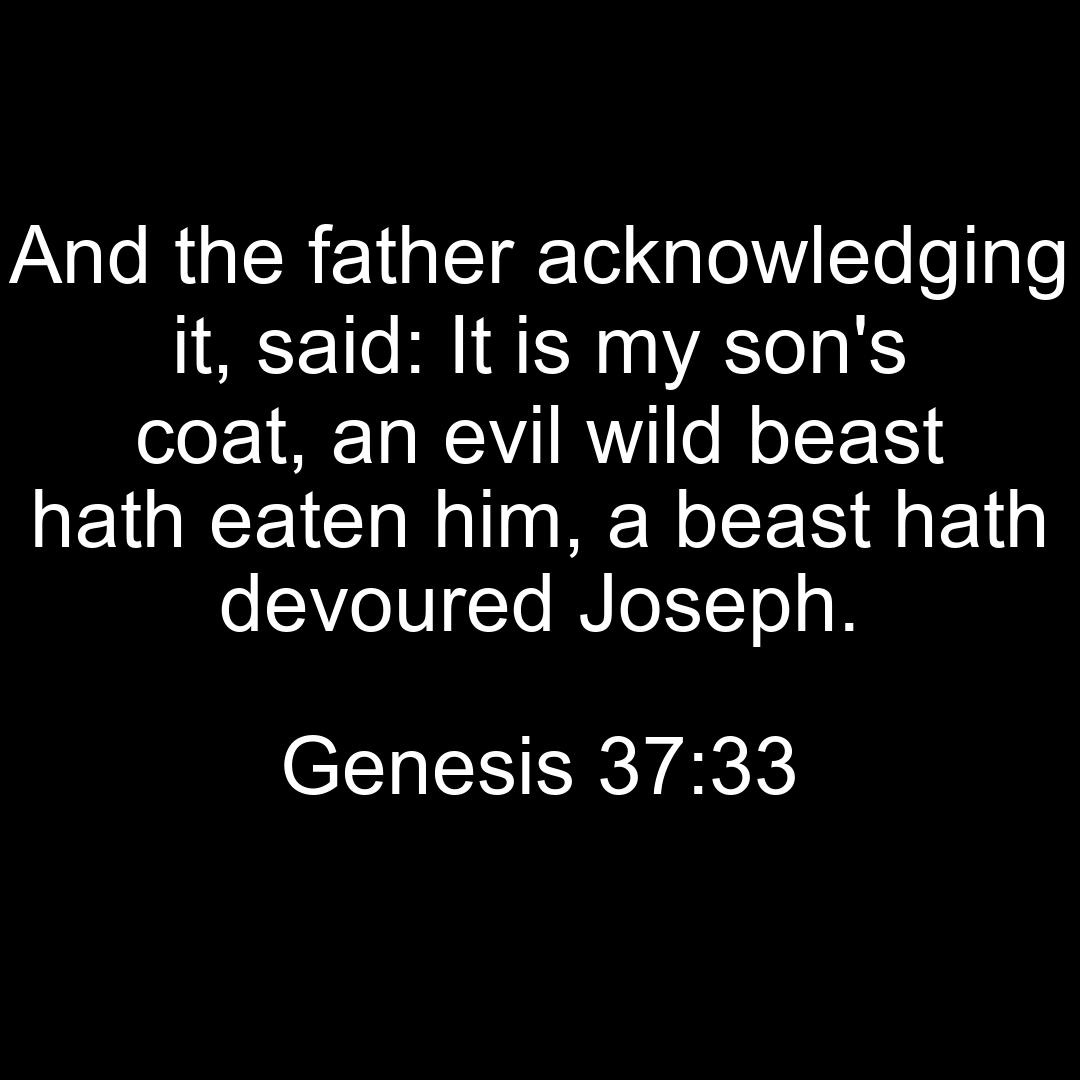 And the father acknowledging
it, said: It is my son's
coat, an evil wild beast
hath eaten him, a beast hath
devoured Joseph.
Genesis 37:33